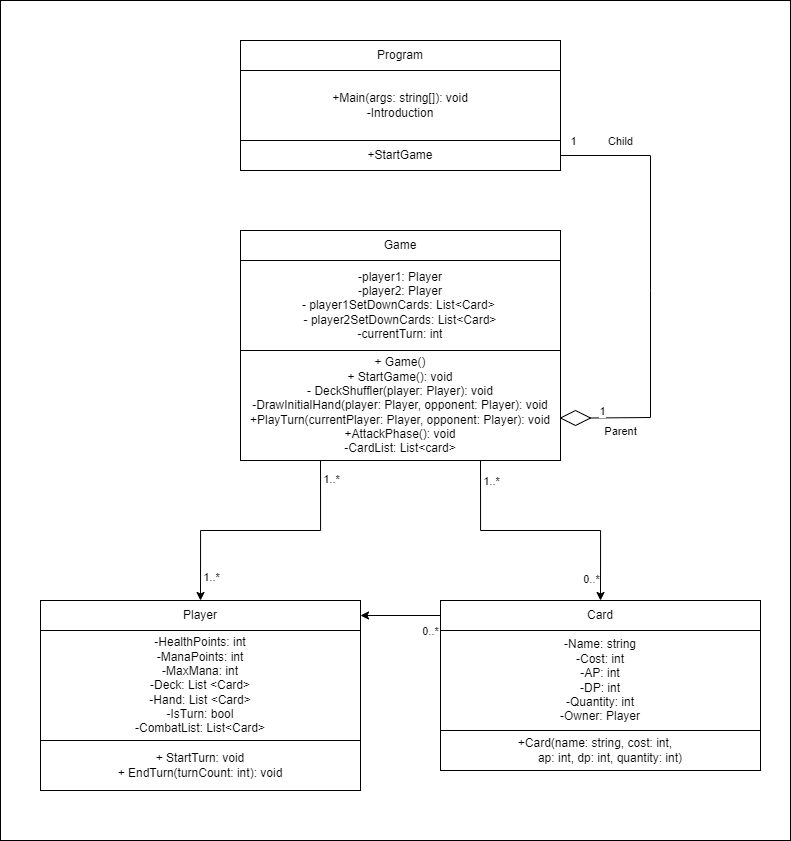 Program
+Main(args: string[]): void
-Introduction
+StartGame
1
Child
Game
-player1: Player
-player2: Player
- player1SetDownCards: List<Card>
- player2SetDownCards: List<Card>
-currentTurn: int
+ Game()
+ StartGame(): void
- DeckShuffler(player: Player): void
-DrawInitialHand(player: Player, opponent: Player): void
+PlayTurn(currentPlayer: Player, opponent: Player): void
+AttackPhase(): void
-CardList: List<card>
1
Parent
1..*
1..*
1..*
0..*
Player
-HealthPoints: int
-ManaPoints: int
-MaxMana: int
-Deck: List <Card>
-Hand: List <Card>
-IsTurn: bool
-CombatList: List<Card>
+ StartTurn: void
+ EndTurn(turnCount: int): void
0..*
Card
-Name: string
-Cost: int
-AP: int
-DP: int
-Quantity: int
-Owner: Player
+Card(name: string, cost: int,
ap: int, dp: int, quantity: int)